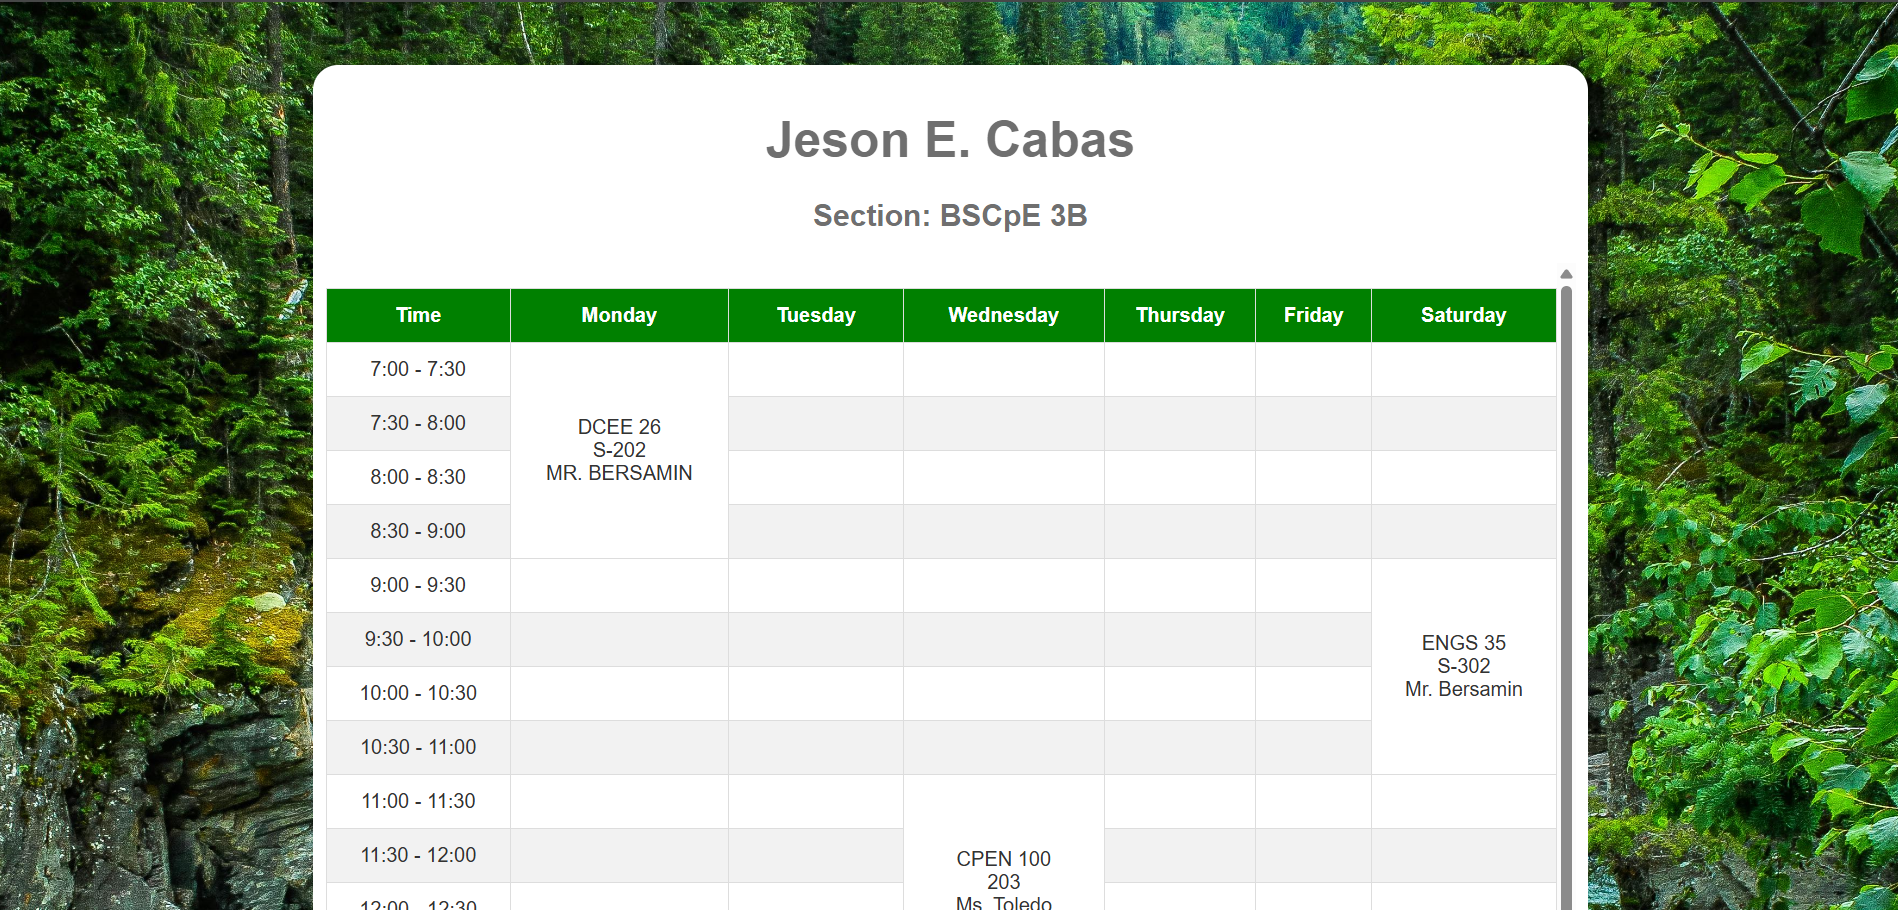 Jeson E. Cabas
Section: BSCpE 3B
Time Monday Tuesday Wednesday Thursday Friday Saturday
7:00 - 7:30
7:30 - 8:00
DCEE 26
S-202
MR. BERSAMIN
8:00 - 8:30
8:30 - 9:00
9:00 - 9:30
9:30 - 10:00
ENGS 35
S-302
Mr. Bersamin
10:00 - 10:30
10:30 - 11:00
11:00 - 11:30
11:30 - 12:00
CPEN 100
203
Ms. Toledo
12:00 - 12:30